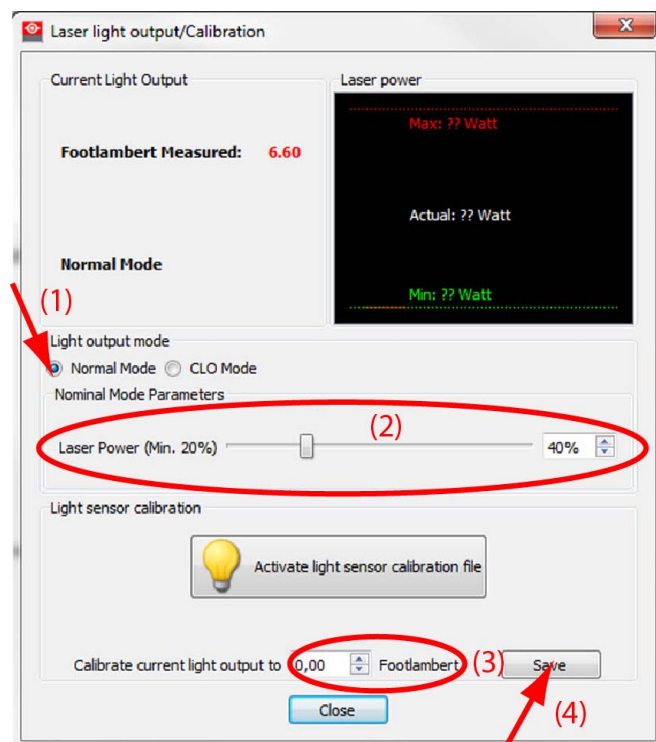 Laser light output/Calibration
Current Light Output
Laser power
Max: ?? Watt
Footlambert Measured: 6.60
Actual: ?? Watt
Normal Mode
Min: ?? Watt
(1)
Light output mode
Normal Mode CLO Mode
Nominal Mode Parameters
(2)
Laser Power (Min. 20%) 40%
Light sensor calibration
Activate light sensor calibration file
Calibrate current light output to 0,00 Footlambert (3) Save
Close
(4)